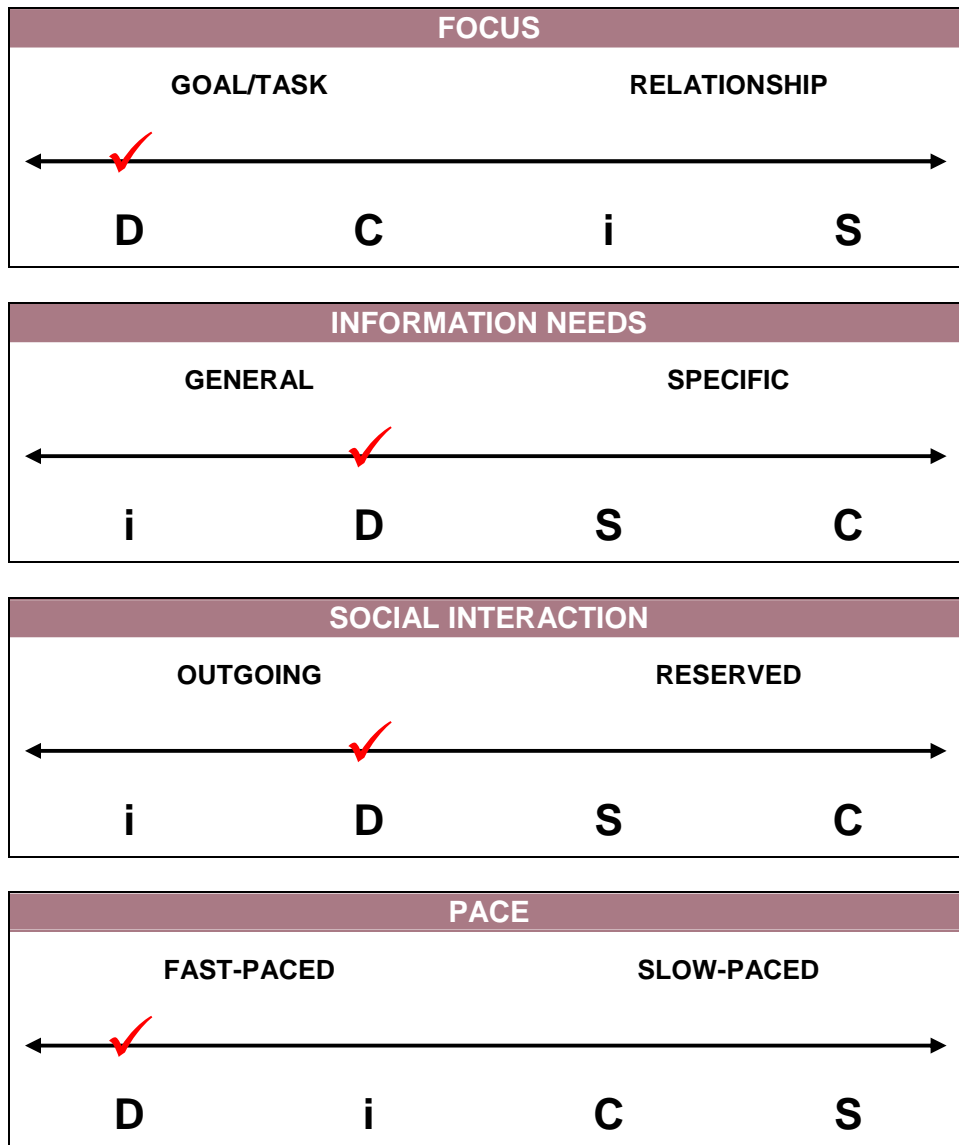 FOCUS
GOAL/TASK RELATIONSHIP
D C i S
INFORMATION NEEDS
GENERAL SPECIFIC
i D S C
SOCIAL INTERACTION
OUTGOING RESERVED
i D S C
PACE
FAST-PACED SLOW-PACED
D i C S